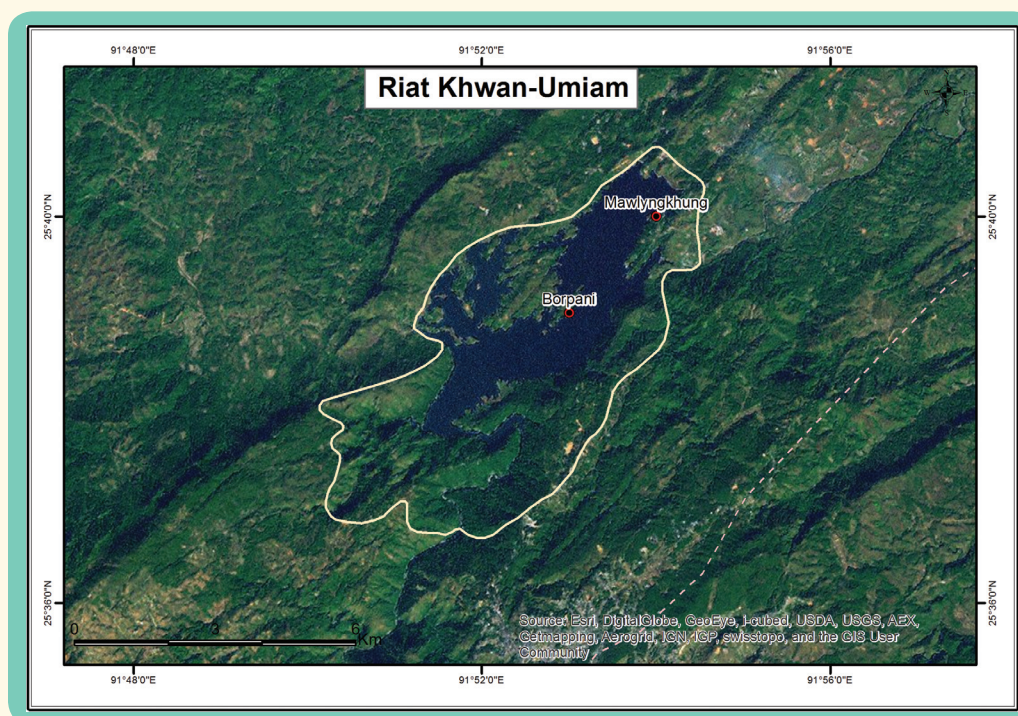 91°48'0"E 91°52'0"E 91°56'0"E
Riat Khwan-Umiam
W E
25°40'0"N 25°40'0"N
Mawlyngkhung
Borpani
25°36'0"N 25°36'0"N
0 3 6
Km
Source: Esri, DigitalGlobe, GeoEye, i-cubed, USDA, USGS, AEX,
Getmapping, Aerogrid, IGN, IGP, swisstopo, and the GIS User
Community
91°48'0"E 91°52'0"E 91°56'0"E